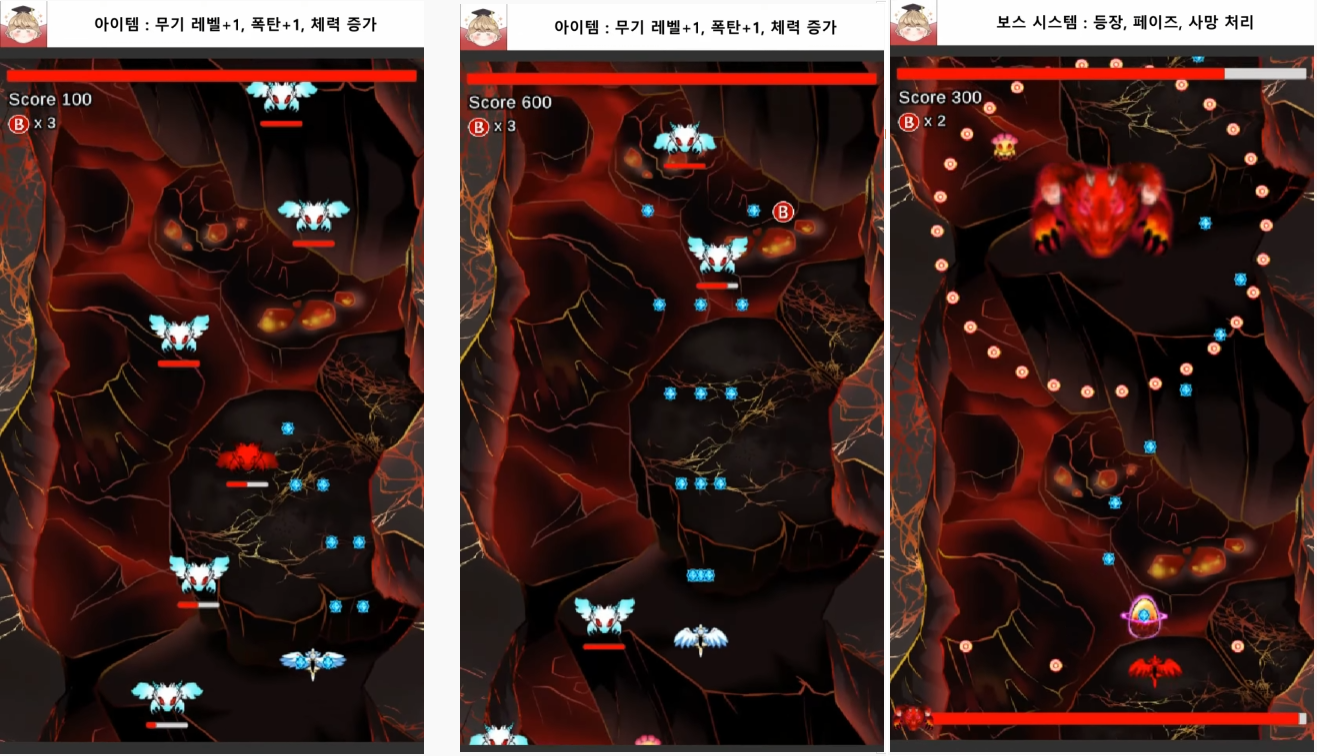 아이템 : 무기 레벨+1, 폭탄+1, 체력 증가
Score 100
B x 3
아이템 : 무기 레벨+1, 폭탄+1, 체력 증가
Score 600
B x 3
B
보스 시스템 : 등장, 페이즈, 사망 처리
Score 300
B x 2